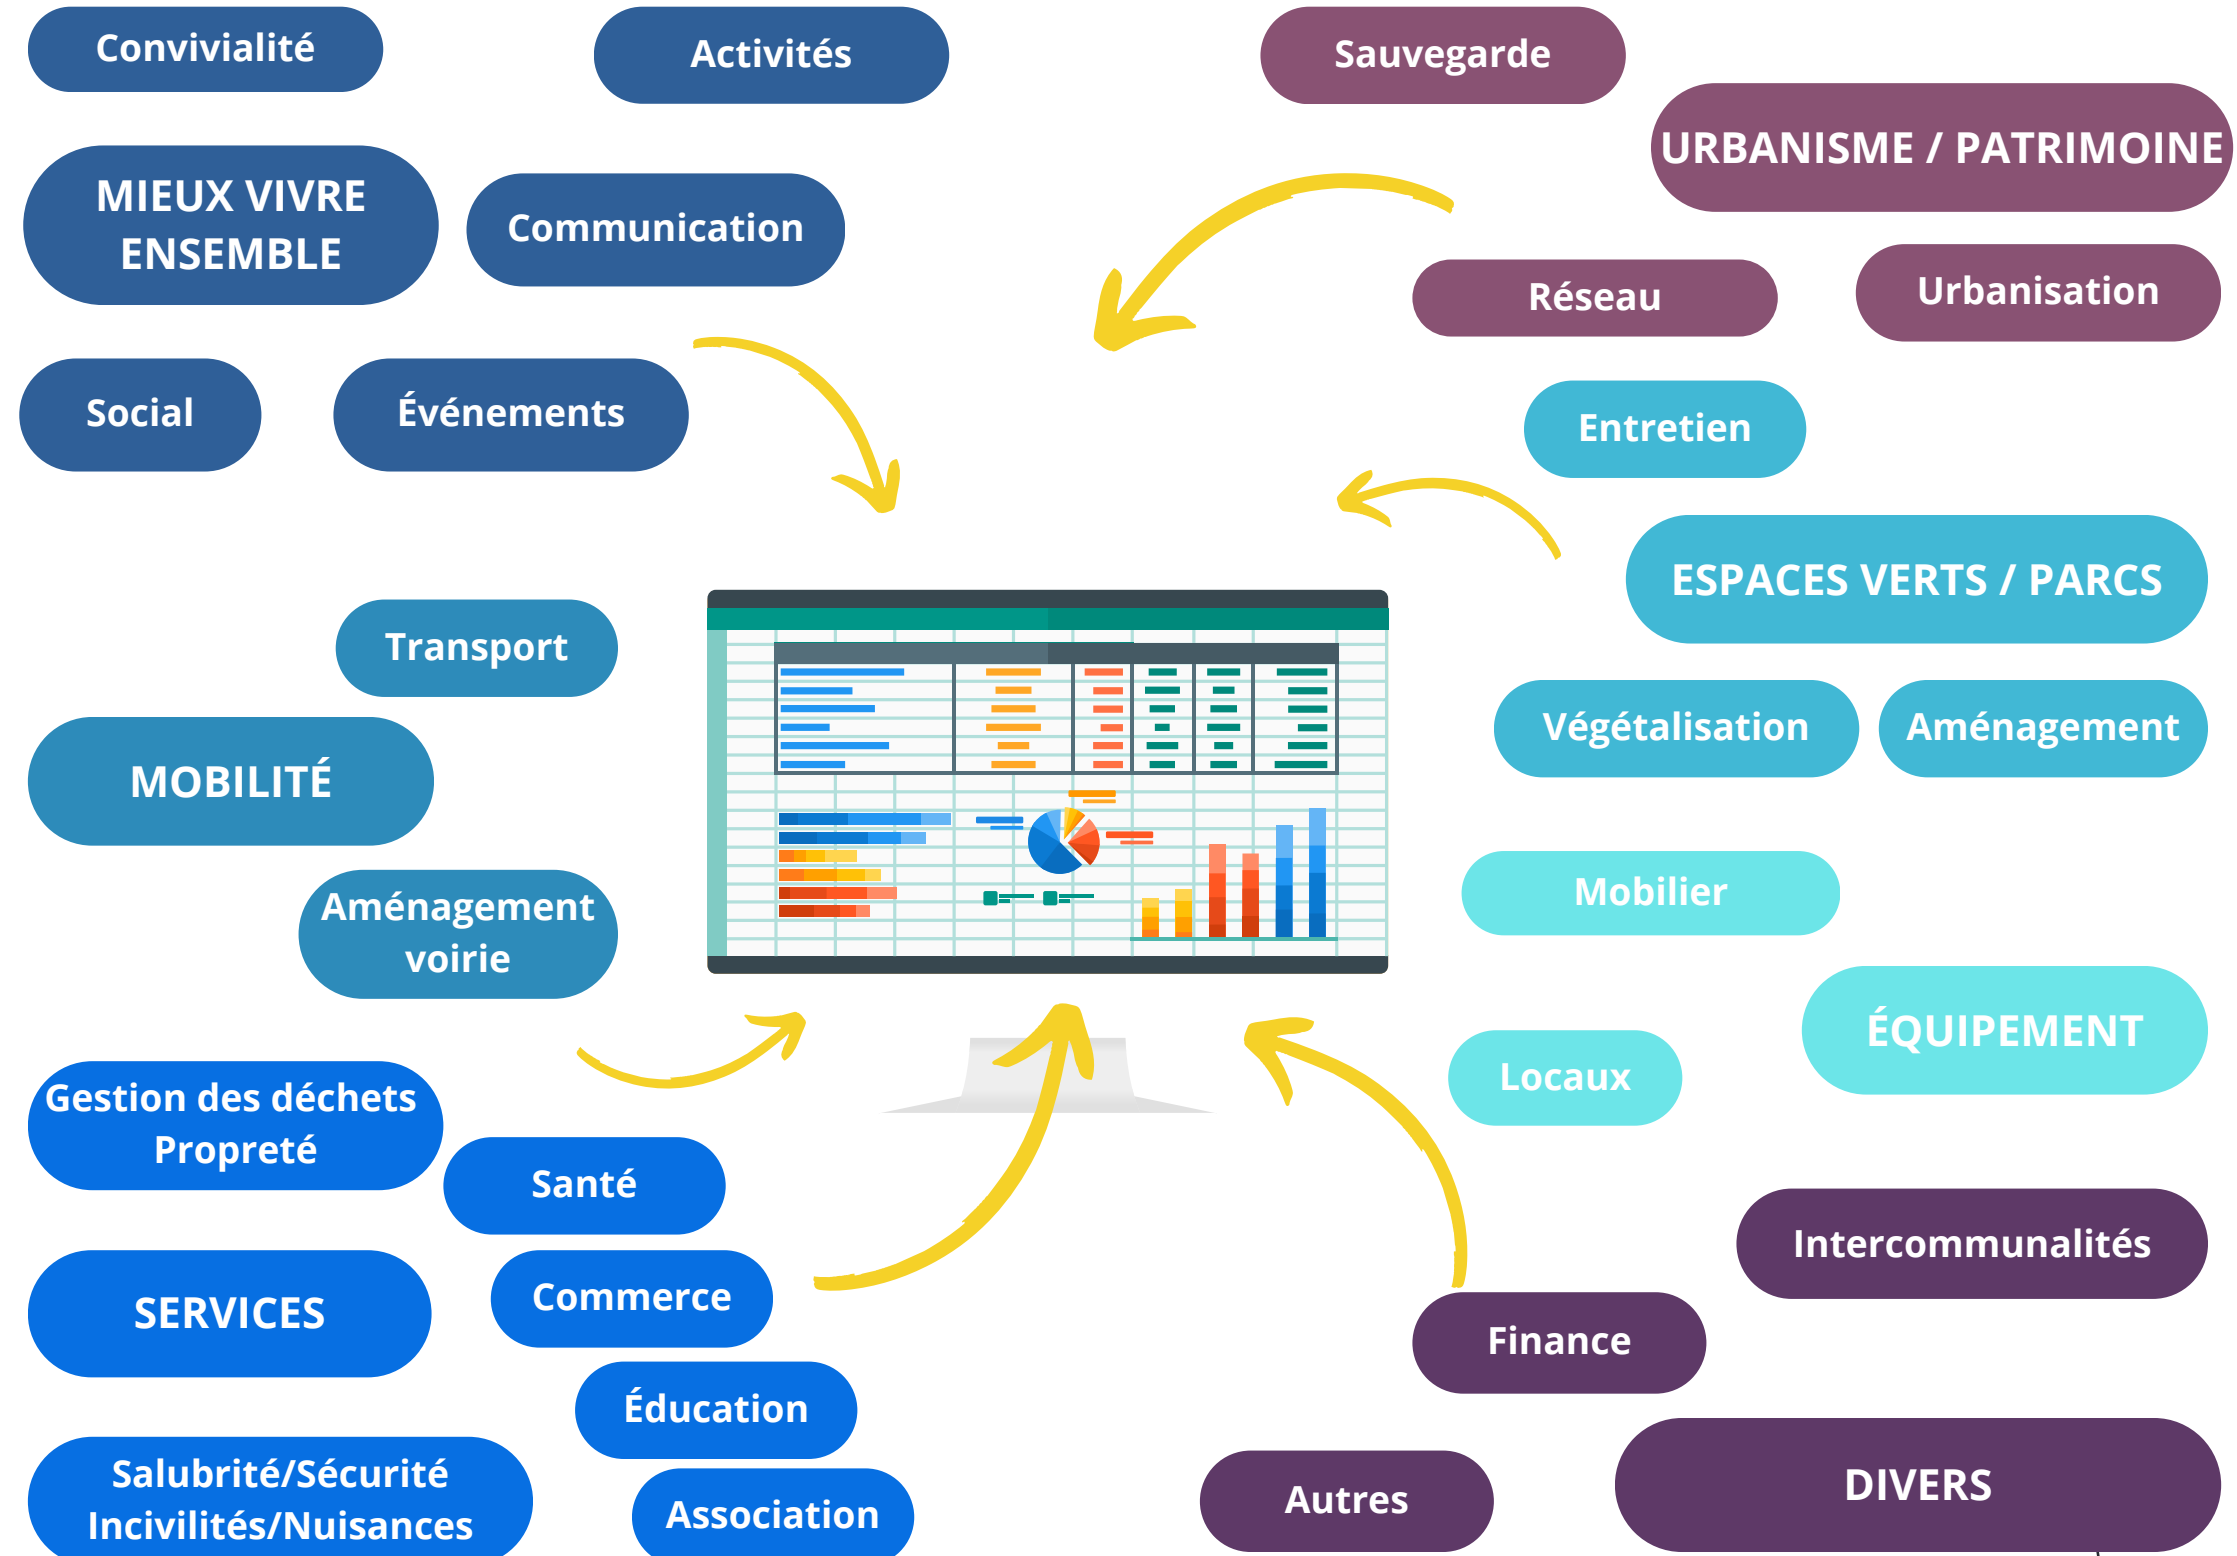 Convivialité
Activités
MIEUX VIVRE
ENSEMBLE
Communication
Social
Événements
Sauvegarde
URBANISME / PATRIMOINE
Réseau
Urbanisation
Entretien
ESPACES VERTS / PARCS
Végétalisation
Aménagement
Transport
MOBILITÉ
Aménagement
voirie
Mobilier
ÉQUIPEMENT
Locaux
Gestion des déchets
Propreté
Santé
SERVICES
Commerce
Éducation
Salubrité/Sécurité
Incivilités/Nuisances
Association
Intercommunalités
Finance
DIVERS
Autres